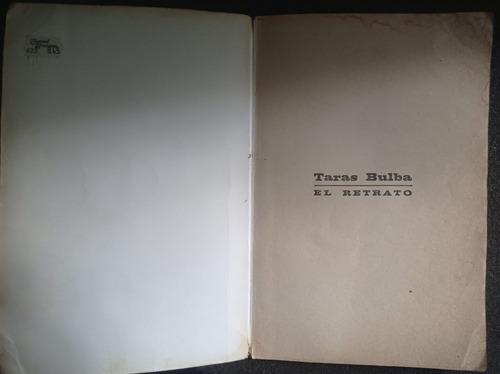 Taras Bulba
EL RETRATO